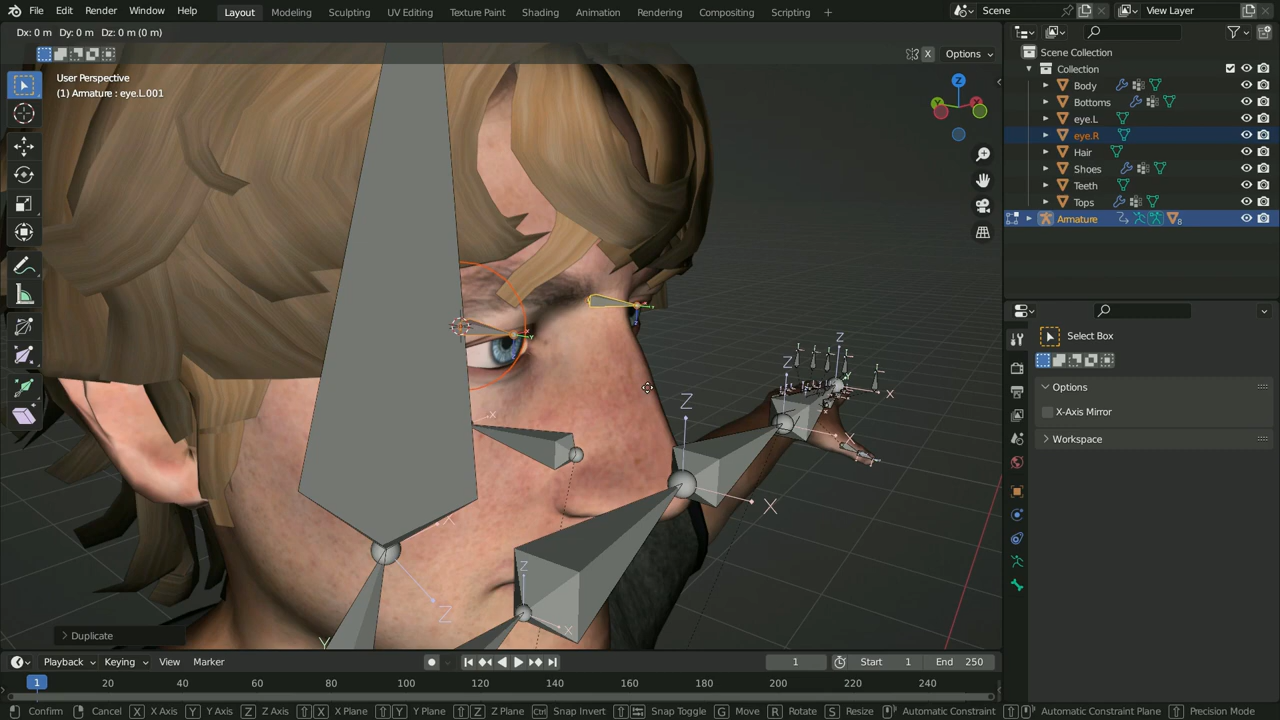 File Edit Render Window Help Layout Modeling Sculpting UV Editing Texture Paint Shading Animation Rendering Compositing Scripting + Scene View Layer
Dx: 0 m Dy: 0 m Dz: 0 m (0 m)
X Options
User Perspective
(1) Armature : eye.L.001
Scene Collection
Collection
Body
Bottoms
eye.L
eye.R
Hair
Shoes
Teeth
Tops
Armature 8
Select Box
Options
X-Axis Mirror
Workspace
Z
Y
X
Z
Z
X
X
Z
X
X
X
Z
Z
X
Y
Duplicate
Playback Keying View Marker 1 Start 1 End 250
1 20 40 60 80 100 120 140 160 180 200 220 240
Confirm Cancel X X Axis Y Y Axis Z Z Axis X X Plane Y Y Plane Z Z Plane Ctrl Snap Invert Snap Toggle G Move R Rotate S Resize Automatic Constraint Automatic Constraint Plane Precision Mode